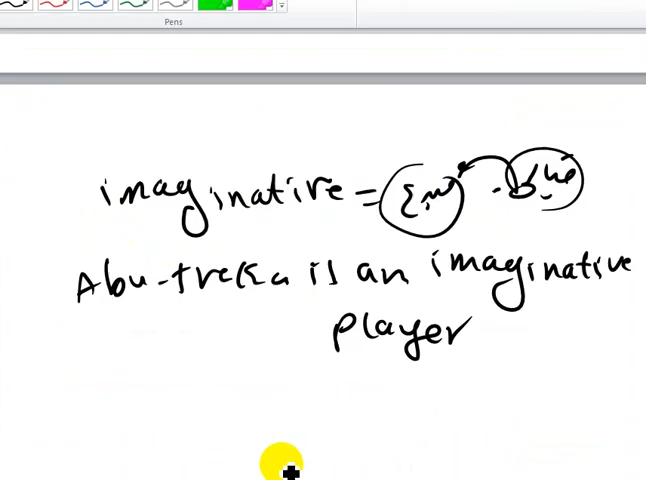 Pens
imaginative =
Abu-treka is an imaginative
player